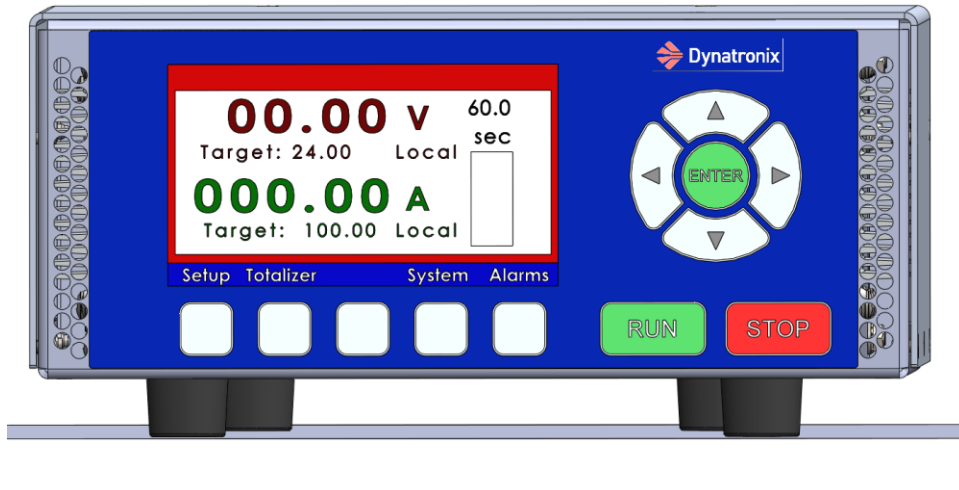 Dynatronix
00.00 V
60.0
sec
Target: 24.00 Local
000.00 A
Target: 100.00 Local
Setup Totalizer System Alarms
ENTER
RUN STOP